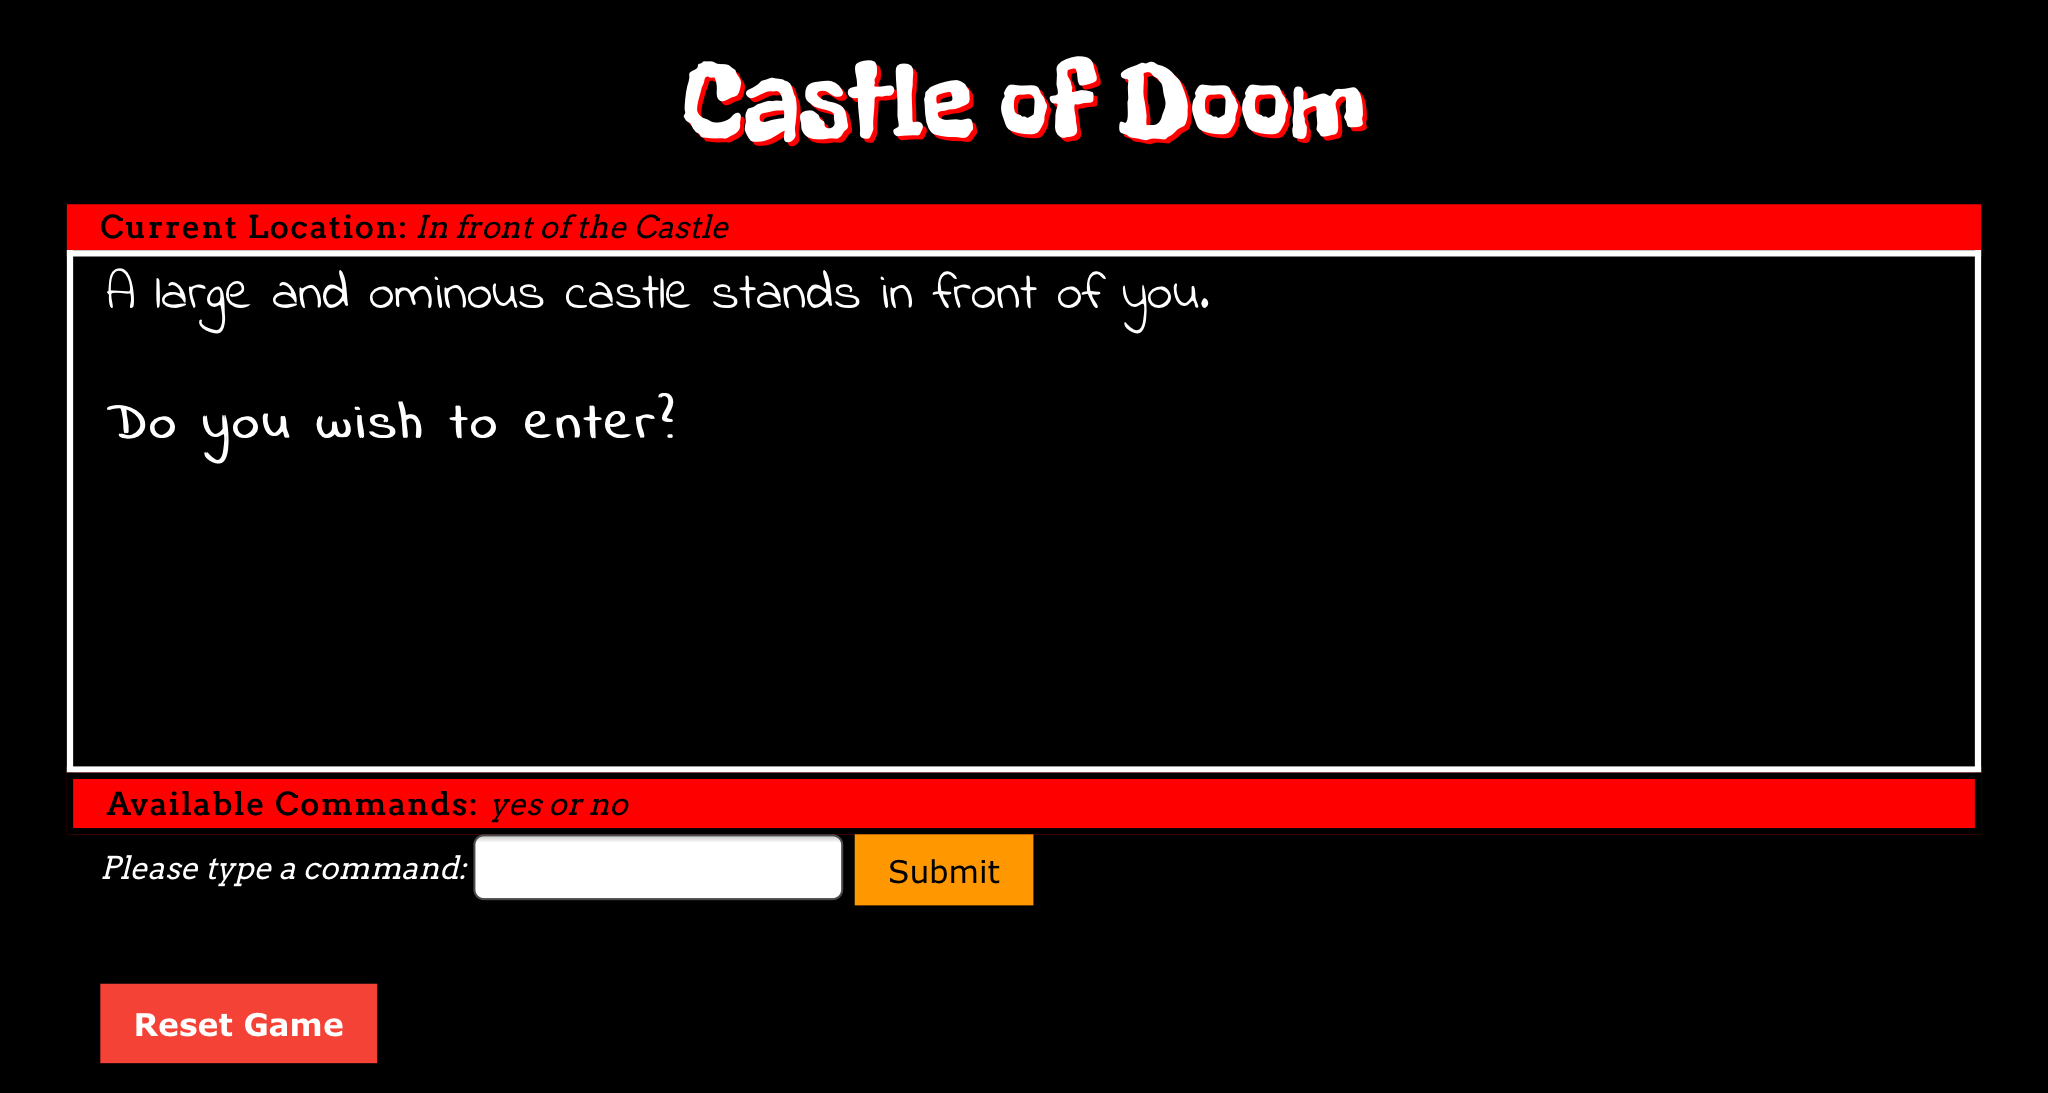 Castle of Doom
Current Location: In front of the Castle
A large and ominous castle stands in front of you.
Do you wish to enter?
Available Commands: yes or no
Please type a command: Submit
Reset Game